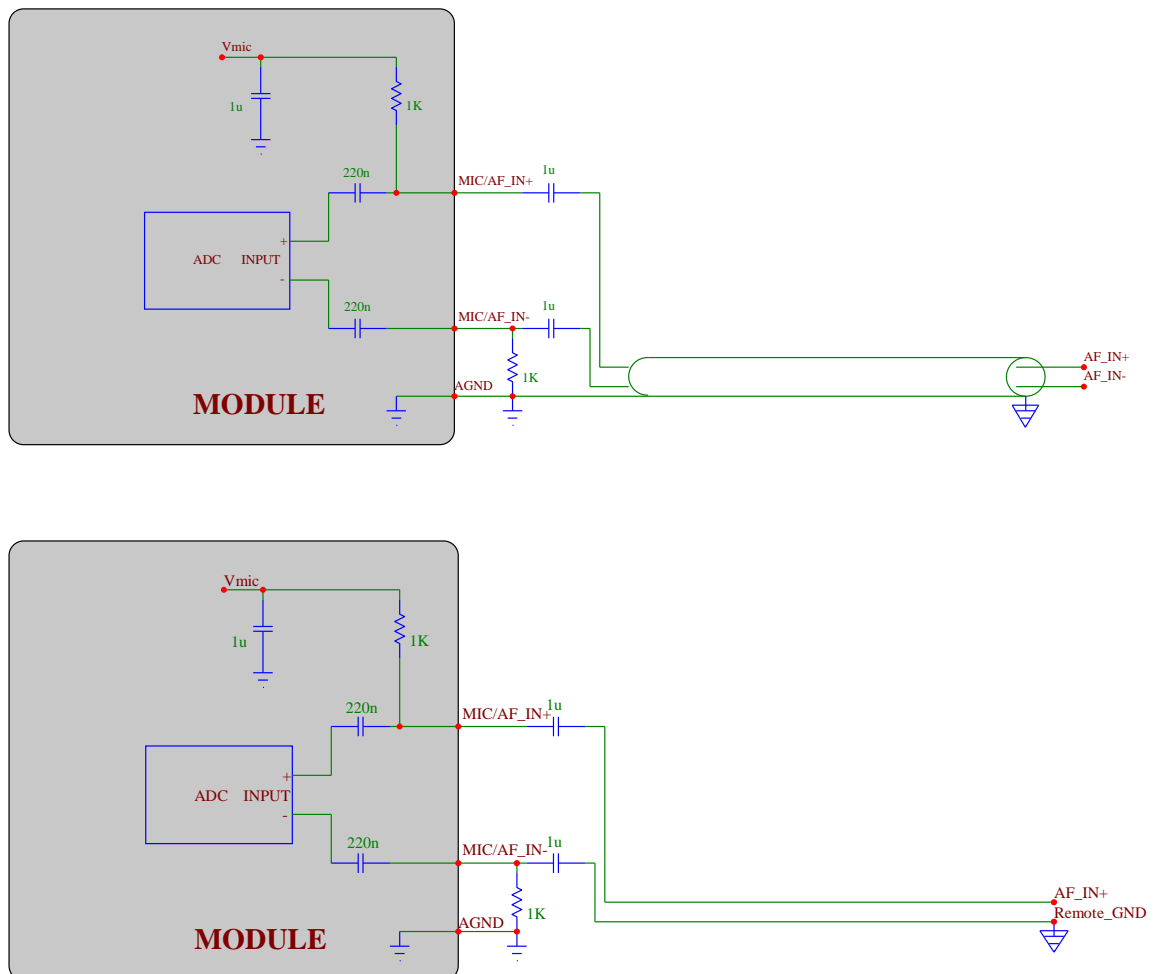 Vmic
1u
1K
220n
MIC/AF_IN+
1u
+
ADC INPUT
-
220n
MIC/AF_IN-
1u
1K
AGND
MODULE
AF_IN+
AF_IN-
Vmic
1u
1K
220n
MIC/AF_IN+
1u
+
ADC INPUT
-
220n
MIC/AF_IN-
1u
1K
AGND
MODULE
AF_IN+
Remote_GND